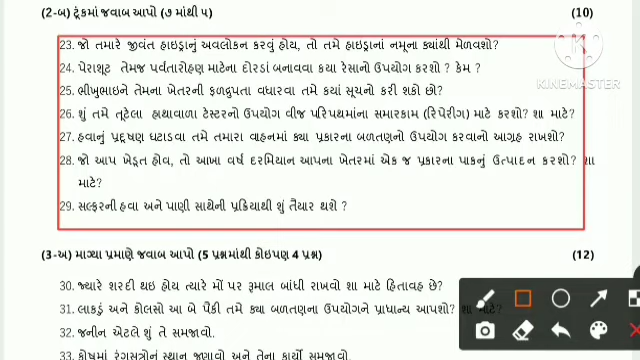 (2-બ) ટૂંકમાં જવાબ આપો (૭ માંથી ૫) (10)
23. જો તમારે જીવંત હાઇડ્રાનું અવલોકન કરવું હોય, તો તમે હાઇડ્રાનાં નમૂના ક્યાંથી મેળવશો?
24. પેરાશૂટ તેમજ પર્વતારોહણ માટેના દોરડાં બનાવવા કયા રેસાનો ઉપયોગ કરશો ? કેમ ?
25. ભીખુભાઇને તેમના ખેતરની ફળદ્રુપતા વધારવા તમે કયાં સૂચનો કરી શકો છો?
26. શું તમે તૂટેલા હાથાવાળા ટેસ્ટરનો ઉપયોગ વીજ પરિપથમાંના સમારકામ (રિપેરીંગ) માટે કરશો? શા માટે?
27. હવાનું પ્રદૂષણ ઘટાડવા તમે તમારા વાહનમાં ક્યા પ્રકારના બળતણનો ઉપયોગ કરવાનો આગ્રહ રાખશો?
28. જો આપ ખેડૂત હોવ, તો આખા વર્ષ દરમિયાન આપના ખેતરમાં એક જ પ્રકારના પાકનું ઉત્પાદન કરશો? શા
માટે?
29. સલ્ફરની હવા અને પાણી સાથેની પ્રક્રિયાથી શું તૈયાર થશે ?
KINEMASTER
(3-અ) માગ્યા પ્રમાણે જવાબ આપો (5 પ્રશ્નમાંથી કોઇપણ 4 પ્રશ્ન) (12)
30. જ્યારે શરદી થઇ હોય ત્યારે મોં પર રૂમાલ બાંધી રાખવો શા માટે હિતાવહ છે?
31. લાકડું અને કોલસો આ બે પૈકી તમે ક્યા બળતણના ઉપયોગને પ્રાધાન્ય આપશો? શા માટે?
32. જનીન એટલે શું તે સમજાવો.
33. કોષમાં રંગસત્રોનું સ્થાન જણાવો અને તેના કાર્યો સમજાવો.